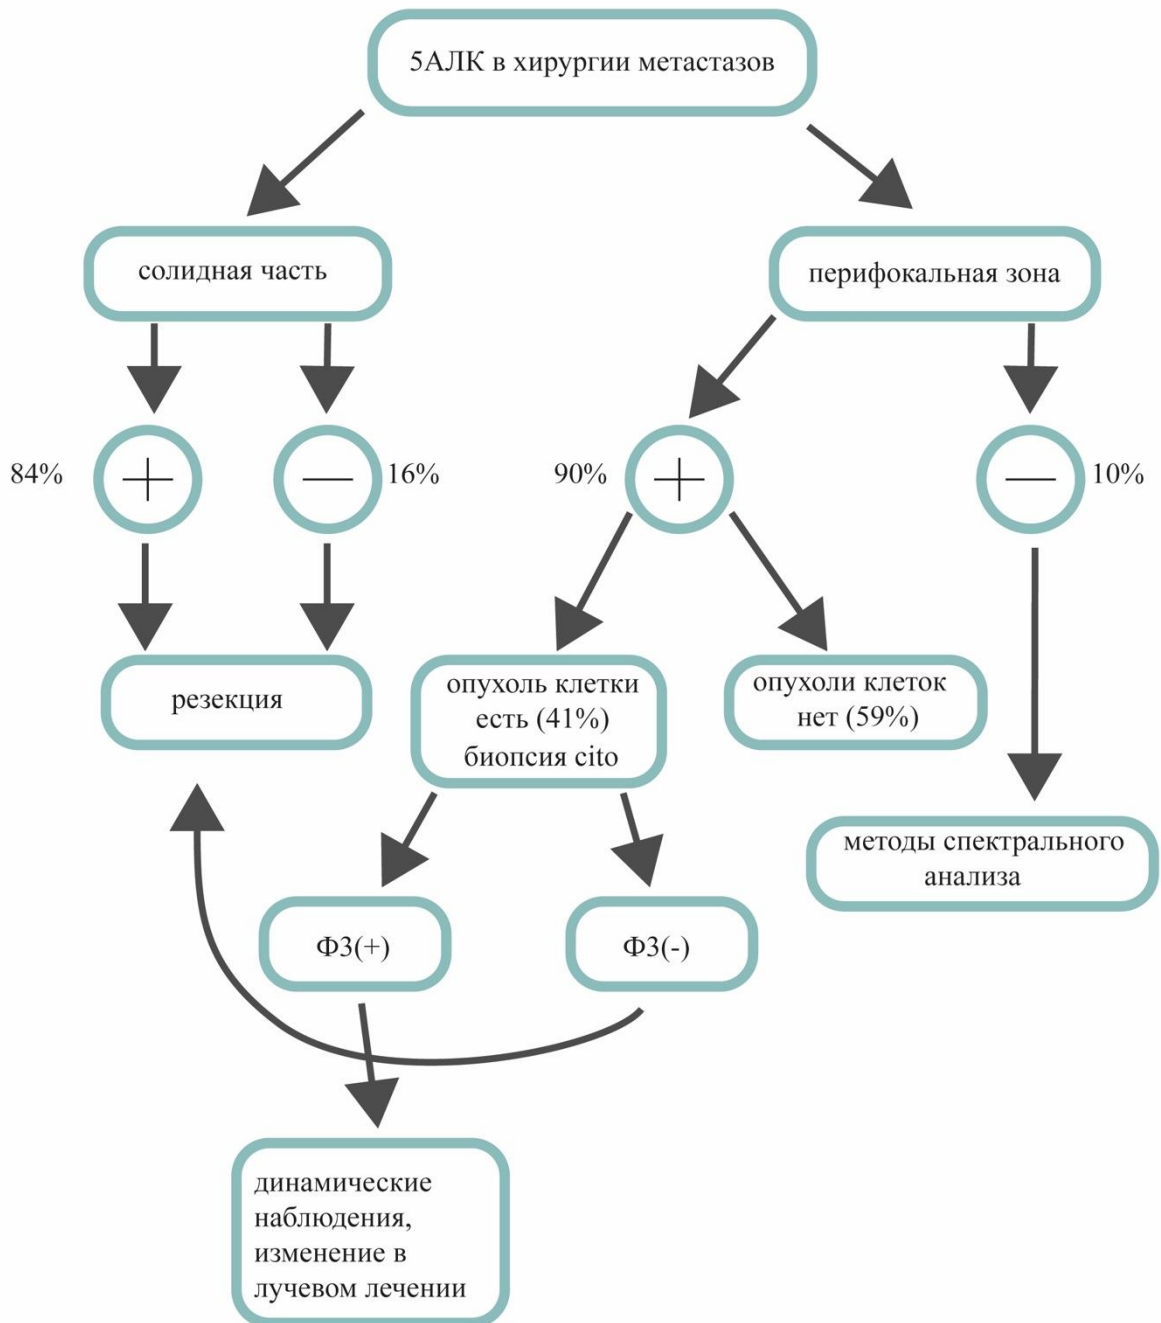 5АЛК в хирургии метастазов
солидная часть
перифокальная зона
84%
+
—
16%
90%
+
—
10%
резекция
опухоль клетки
есть (41%)
биопсия cito
опухоли клеток
нет (59%)
методы спектрального
анализа
ФЗ(+)
ФЗ(-)
динамические
наблюдения,
изменение в
лучевом лечении